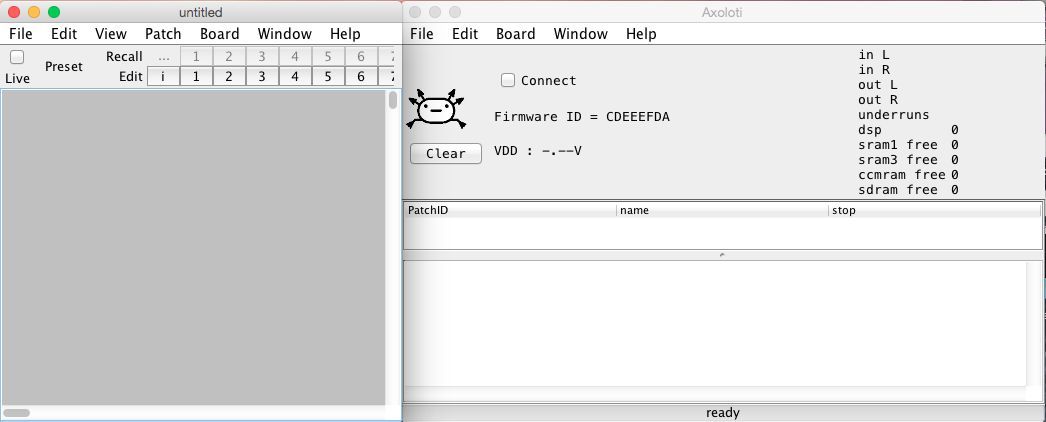 untitled
File Edit View Patch Board Window Help
Live
Preset
Recall ... 1 2 3 4 5 6 7
Edit i 1 2 3 4 5 6 7
Axoloti
File Edit Board Window Help
Connect
Firmware ID = CDEEEFDA
Clear
VDD : -.--V
in L
in R
out L
out R
underruns
dsp 0
sram1 free 0
sram3 free 0
ccmram free 0
sdram free 0
PatchID name stop
ready